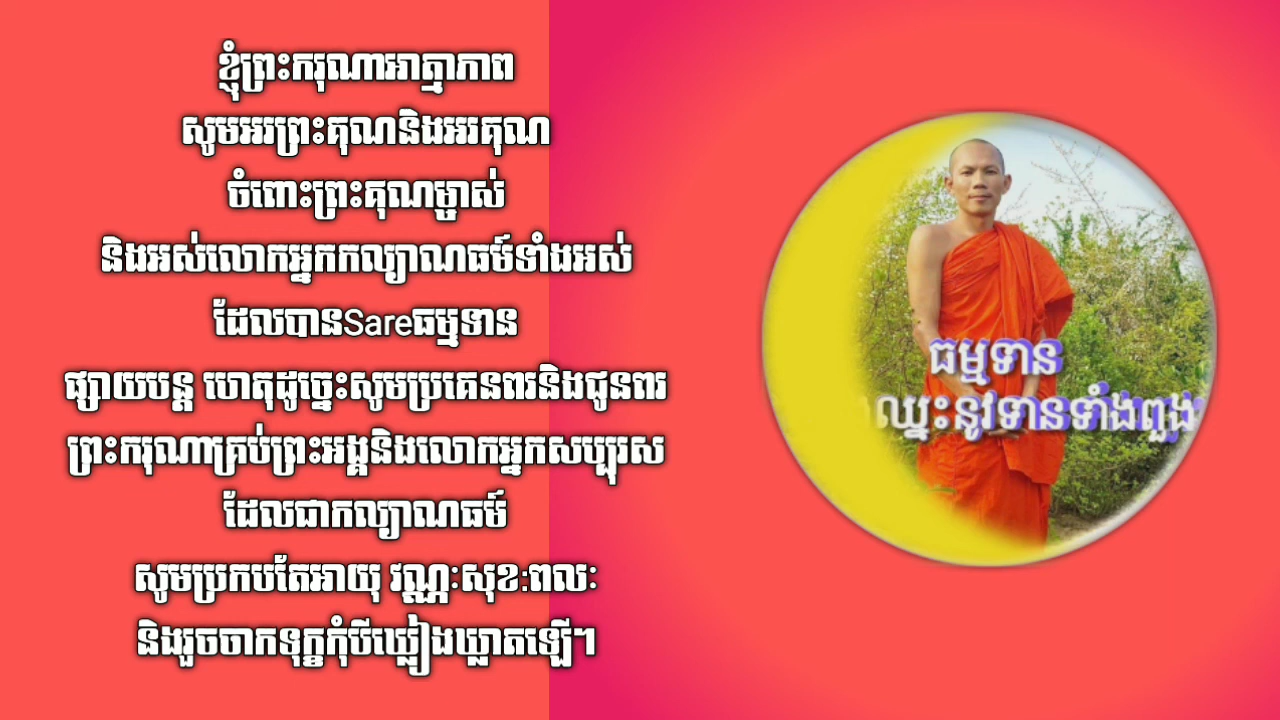 ខ្ញុំព្រះករុណាអាត្មាភាព
សូមអរព្រះគុណនិងអរគុណ
ចំពោះព្រះគុណម្ចាស់
និងអស់លោកអ្នកកល្យាណធម៍ទាំងអស់
ដែលបានSareធម្មទាន
ផ្សាយបន្ត ហេតុដូច្នេះសូមប្រគេនពរនិងជូនពរ
ព្រះករុណាគ្រប់ព្រះអង្គនិងលោកអ្នកសប្បុរស
ដែលជាកល្យាណធម៍
សូមប្រកបតែអាយុ វណ្ណៈសុខ:ពលៈ
និងរួចចាកទុក្ខកុំបីឃ្លៀងឃ្លាតឡើ។
ធម្មទាន
ឈ្នះនូវទានទាំងពួង